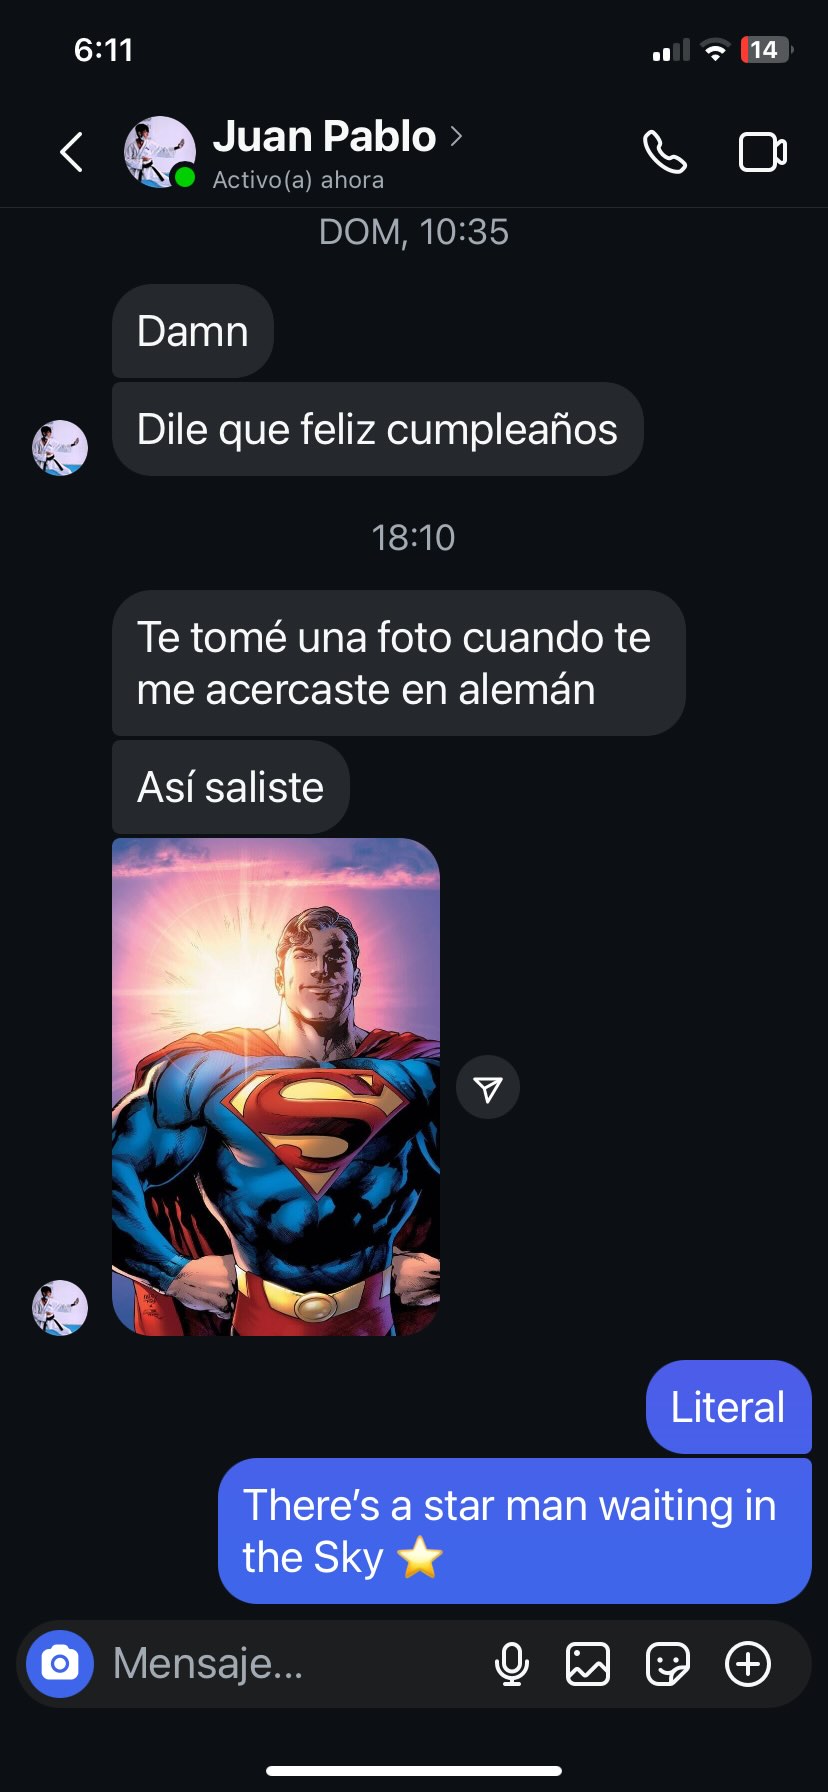 6:11
14
Juan Pablo
Activo(a) ahora
DOM, 10:35
Damn
Dile que feliz cumpleaños
18:10
Te tomé una foto cuando te
me acercaste en alemán
Así saliste
S
Literal
There’s a star man waiting in
the Sky ⭐
Mensaje...